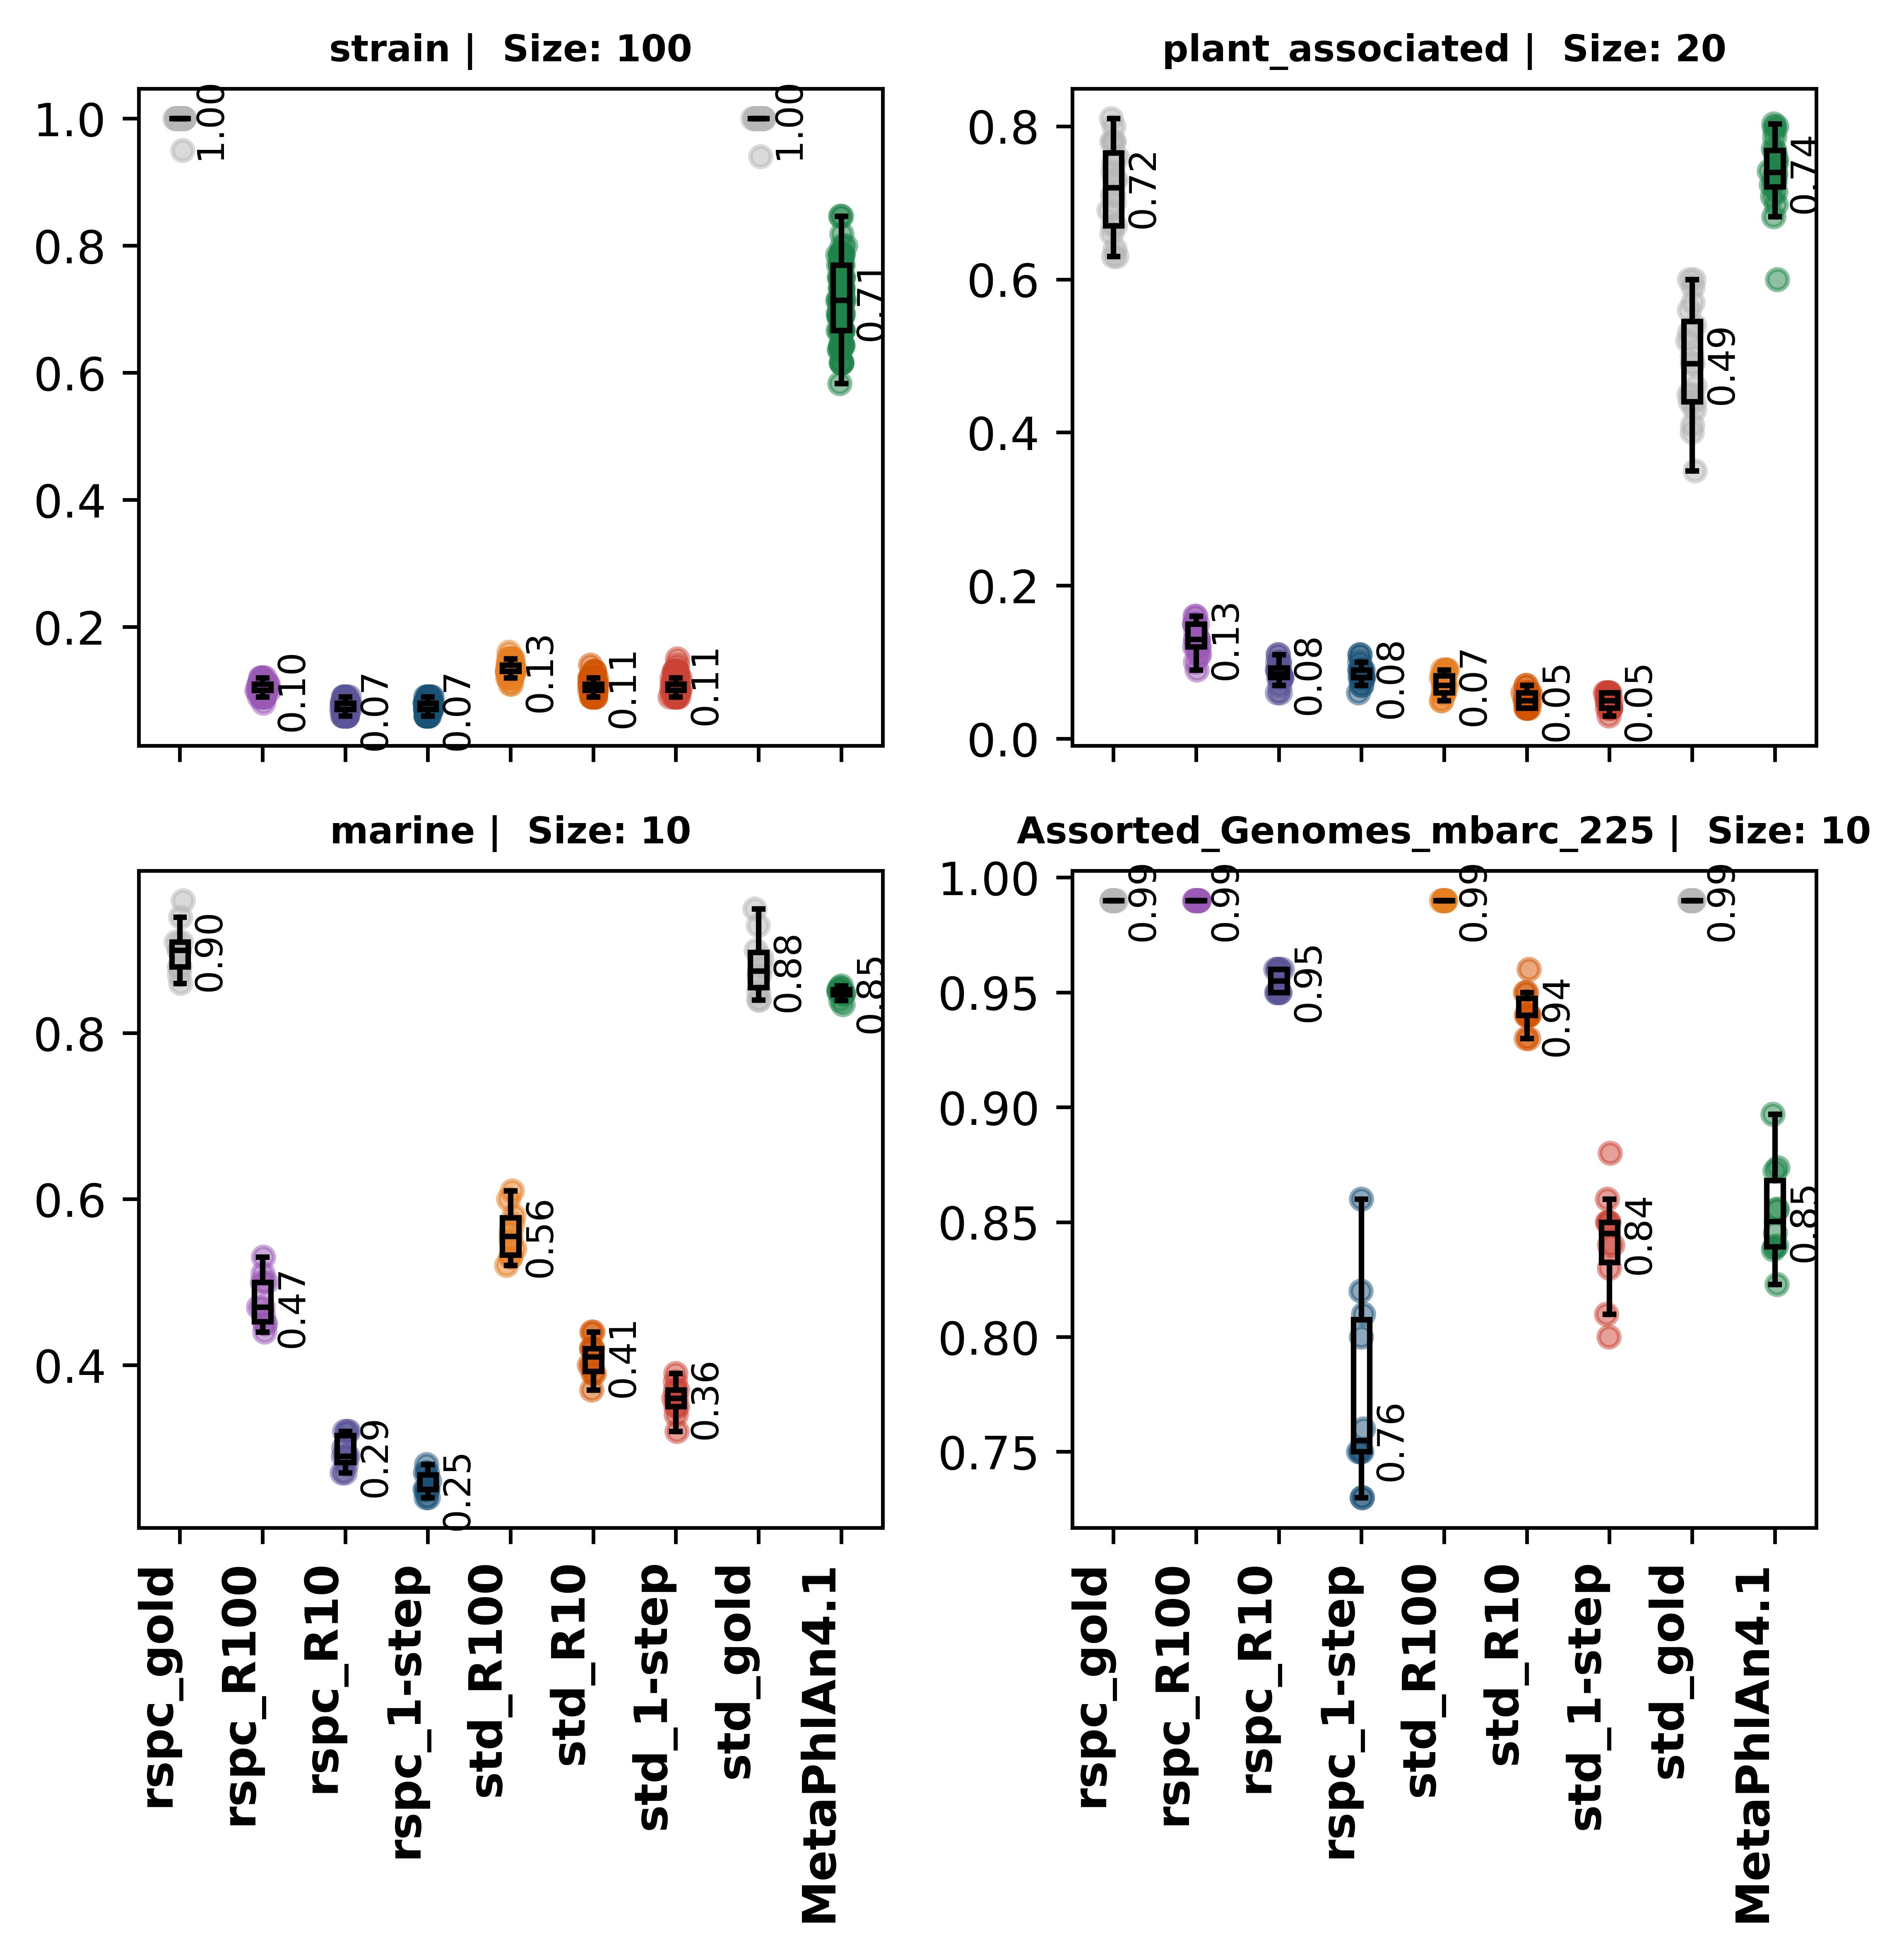 strain |  Size: 100
1.0
0.8
0.6
0.4
0.2
1.00
0.10
0.07
0.07
0.13
0.11
0.11
1.00
0.71
plant_associated |  Size: 20
0.8
0.6
0.4
0.2
0.0
0.72
0.13
0.08
0.08
0.07
0.05
0.05
0.49
0.74
marine |  Size: 10
0.8
0.6
0.4
0.90
0.47
0.29
0.25
0.56
0.41
0.36
0.88
0.85
rspc_gold
rspc_R100
rspc_R10
rspc_1-step
std_R100
std_R10
std_1-step
std_gold
MetaPhlAn4.1
Assorted_Genomes_mbarc_225 |  Size: 10
1.00
0.95
0.90
0.85
0.80
0.75
0.99
0.99
0.95
0.76
0.99
0.94
0.84
0.99
0.85
rspc_gold
rspc_R100
rspc_R10
rspc_1-step
std_R100
std_R10
std_1-step
std_gold
MetaPhlAn4.1